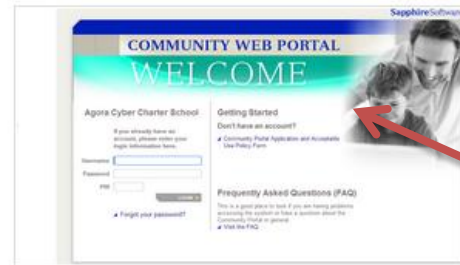 SapphireSoftware
COMMUNITY WEB PORTAL
WELCOME
Agora Cyber Charter School
If you already have an
account, please enter your
login information here.
Username
Password
PIN
LOGIN
Forgot your password?
Getting Started
Don't have an account?
Community Portal Application and Acceptable
Use Policy Form
Frequently Asked Questions (FAQ)
This is a good place to look if you are having problems
accessing the system or have a question about the
Community Portal in general.
Visit the FAQ